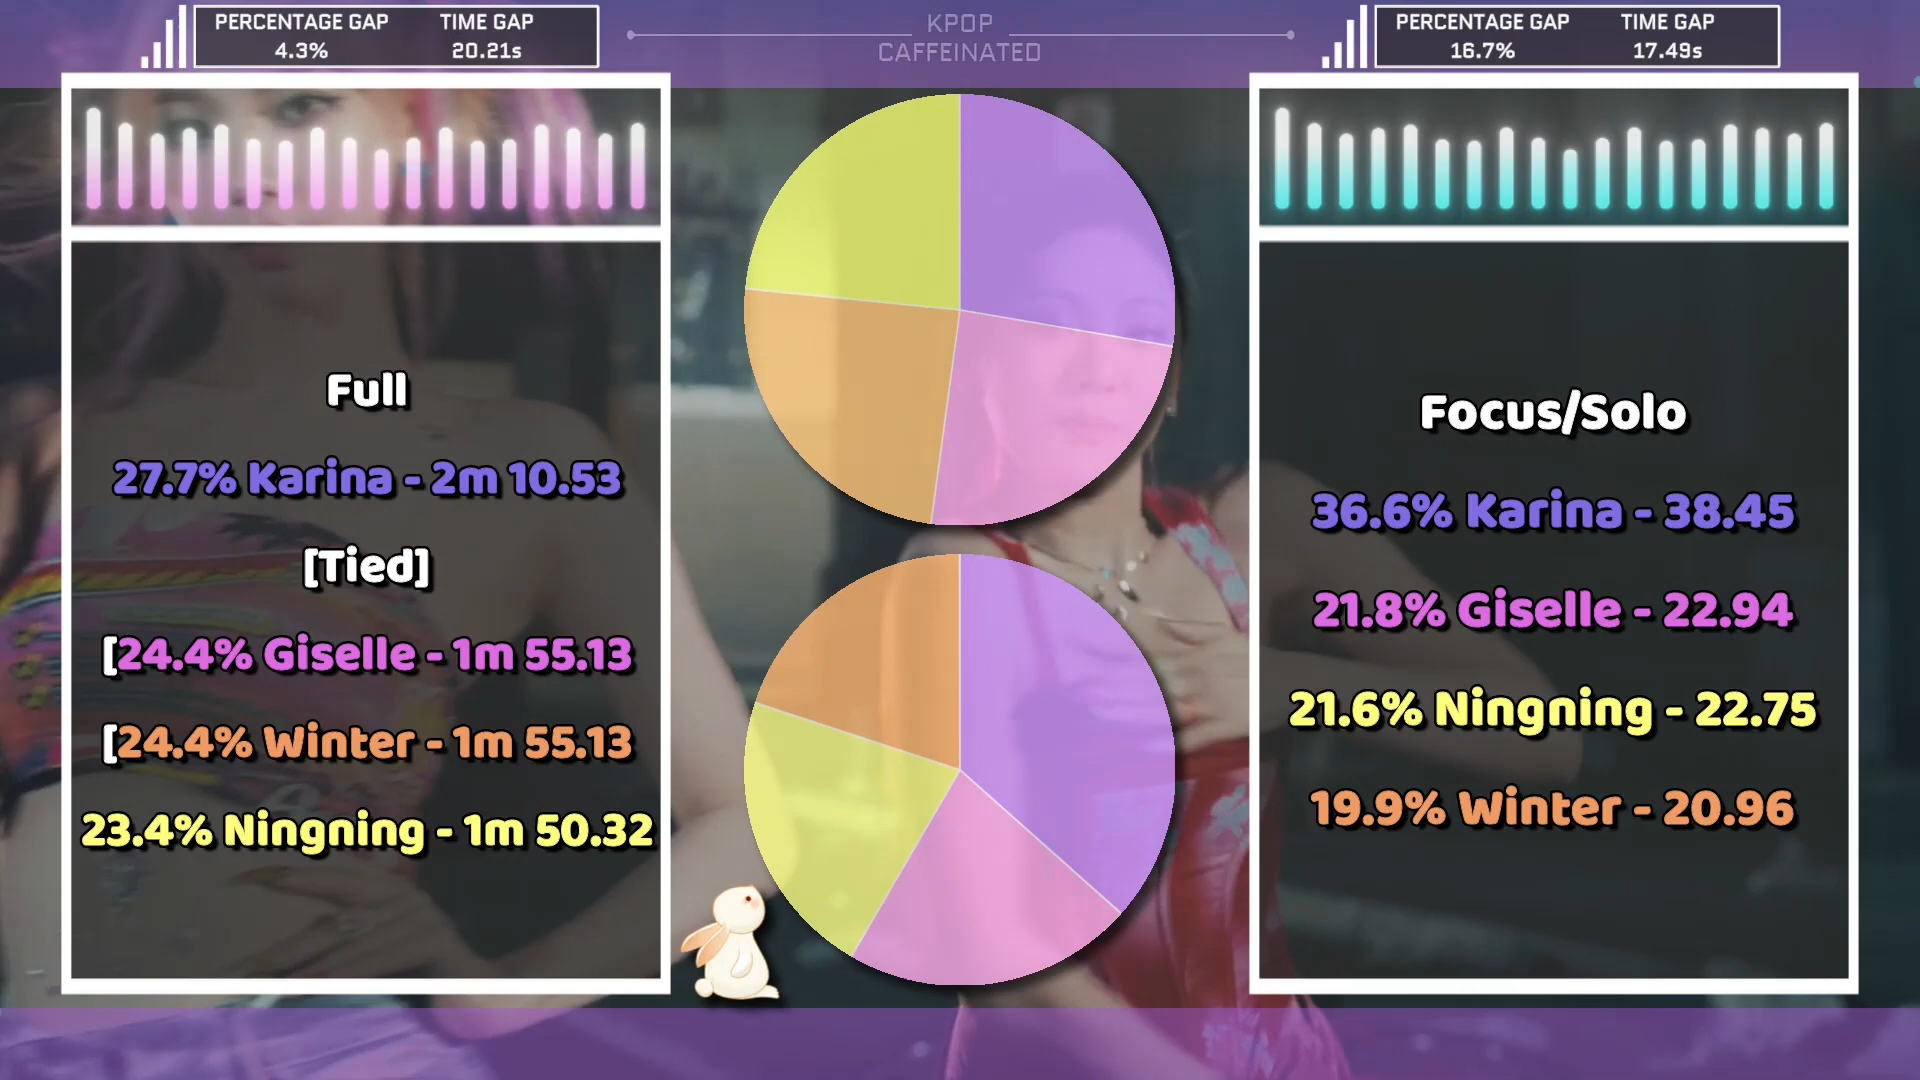 PERCENTAGE GAP TIME GAP
4.3% 20.21s
KPOP
CAFFEINATED
PERCENTAGE GAP TIME GAP
16.7% 17.49s
Full
27.7% Karina - 2m 10.53
[Tied]
[24.4% Giselle - 1m 55.13
[24.4% Winter - 1m 55.13
23.4% Ningning - 1m 50.32
Focus/Solo
36.6% Karina - 38.45
21.8% Giselle - 22.94
21.6% Ningning - 22.75
19.9% Winter - 20.96